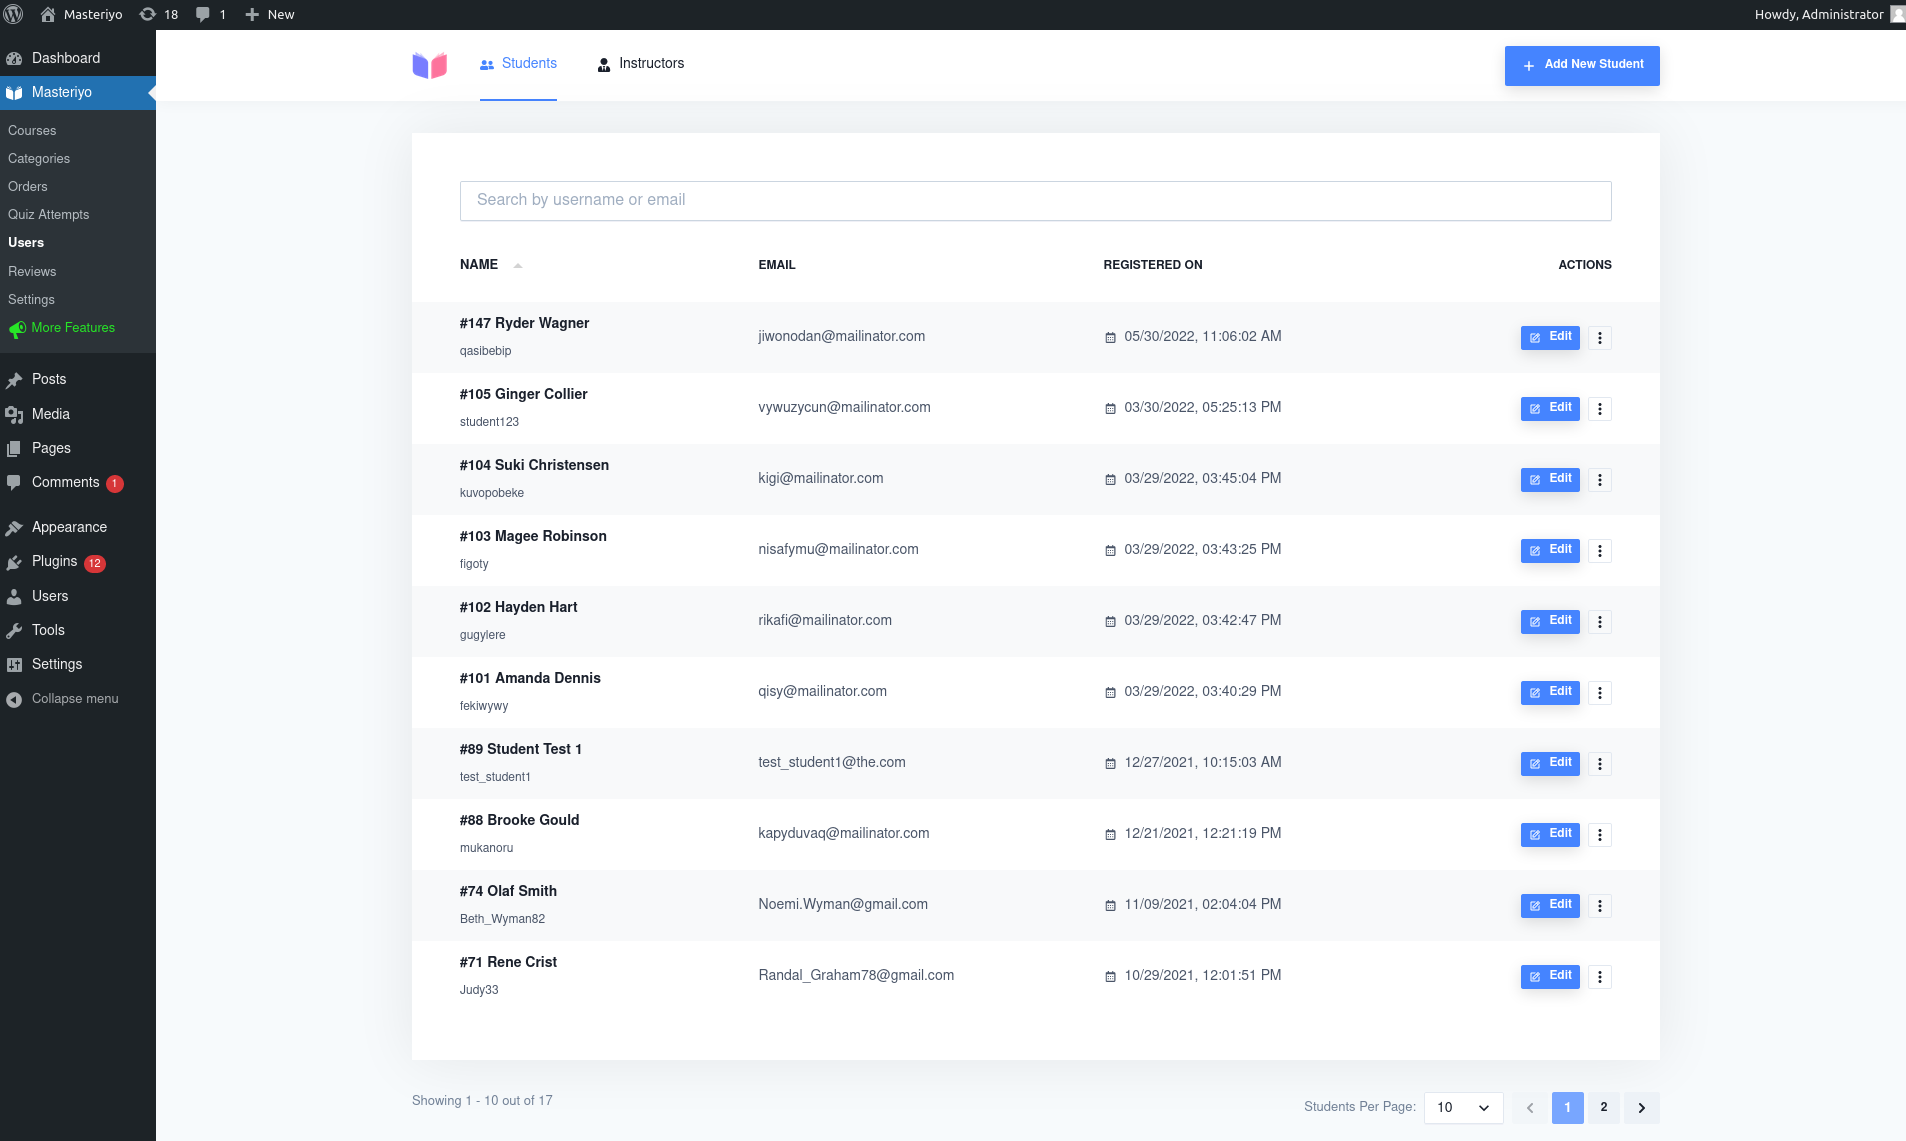 Masteriyo
18
1
New
Howdy, Administrator
Dashboard
Masteriyo
Courses
Categories
Orders
Quiz Attempts
Users
Reviews
Settings
More Features
Posts
Media
Pages
Comments 1
Appearance
Plugins 12
Users
Tools
Settings
Collapse menu
Students
Instructors
Add New Student
Search by username or email
NAME EMAIL REGISTERED ON ACTIONS
#147 Ryder Wagner
qasibebip
jiwonodan@mailinator.com
05/30/2022, 11:06:02 AM
Edit
#105 Ginger Collier
student123
vywuzycun@mailinator.com
03/30/2022, 05:25:13 PM
Edit
#104 Suki Christensen
kuvopobeke
kigi@mailinator.com
03/29/2022, 03:45:04 PM
Edit
#103 Magee Robinson
figoty
nisafymu@mailinator.com
03/29/2022, 03:43:25 PM
Edit
#102 Hayden Hart
gugylere
rikafi@mailinator.com
03/29/2022, 03:42:47 PM
Edit
#101 Amanda Dennis
fekiwywy
qisy@mailinator.com
03/29/2022, 03:40:29 PM
Edit
#89 Student Test 1
test_student1
test_student1@the.com
12/27/2021, 10:15:03 AM
Edit
#88 Brooke Gould
mukanoru
kapyduvaq@mailinator.com
12/21/2021, 12:21:19 PM
Edit
#74 Olaf Smith
Beth_Wyman82
Noemi.Wyman@gmail.com
11/09/2021, 02:04:04 PM
Edit
#71 Rene Crist
Judy33
Randal_Graham78@gmail.com
10/29/2021, 12:01:51 PM
Edit
Showing 1 - 10 out of 17
Students Per Page: 10
1 2